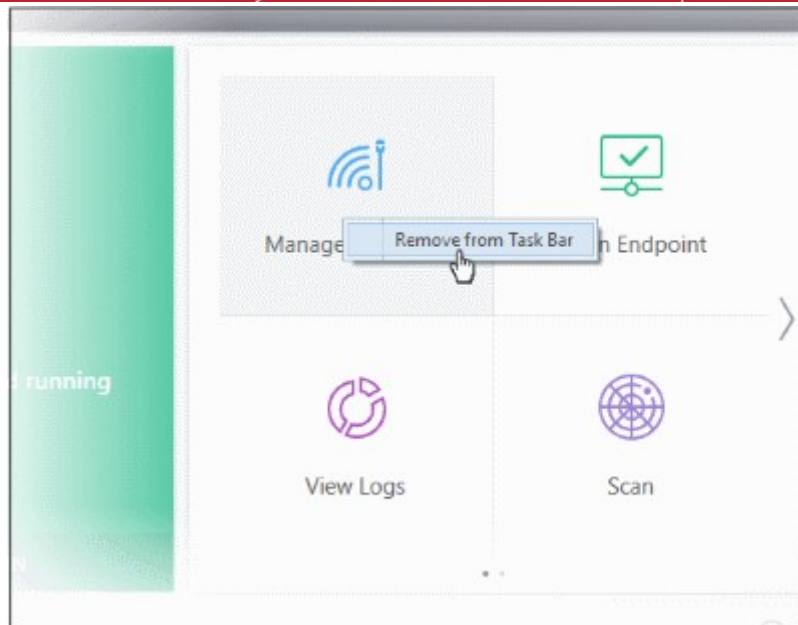 Manage
Remove from Task Bar
n Endpoint
running
View Logs
Scan
N